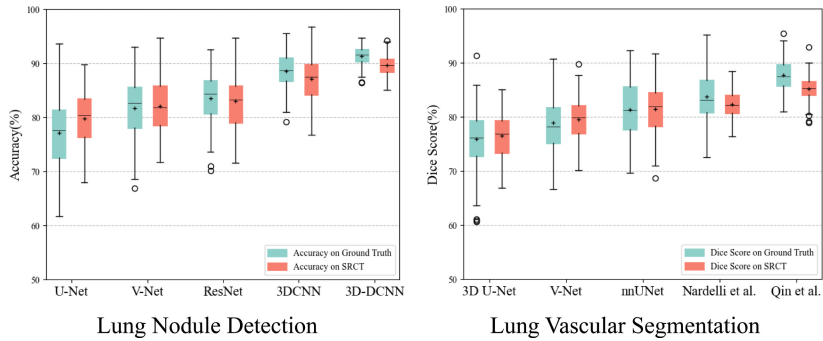 100
90
80
70
60
50
Accuracy(%)
Accuracy on Ground Truth
Accuracy on SRCT
U-Net
V-Net
ResNet
3DCNN
3D-DCNN
Lung Nodule Detection
100
90
80
70
60
50
Dice Score(%)
Dice Score on Ground Truth
Dice Score on SRCT
3D U-Net
V-Net
nnUNet
Nardelli et al.
Qin et al.
Lung Vascular Segmentation